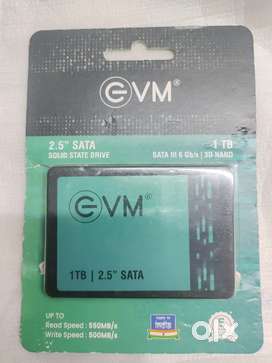 EVM®
2.5" SATA
SOLID STATE DRIVE
1 TB
SATA III 6 Gb/s | 3D NAND
EVM®
1TB | 2.5" SATA
UP TO
Read Speed : 550MB/s
Write Speed : 500MB/s
OLX